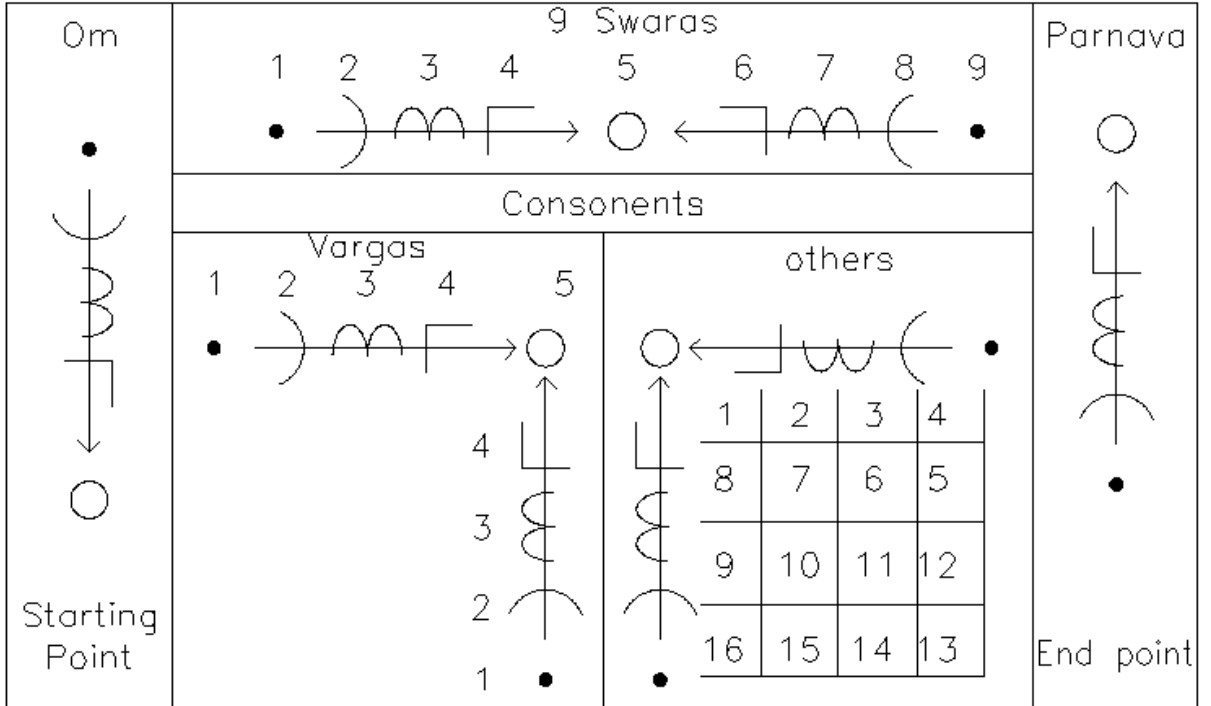 Om
Starting
Point
9 Swaras
1 2 3 4 5 6 7 8 9
Consonents
Vargas
1 2 3 4 5
4
3
2
1
others
1 2 3 4
8 7 6 5
9 10 11 12
16 15 14 13
Parnava
End point